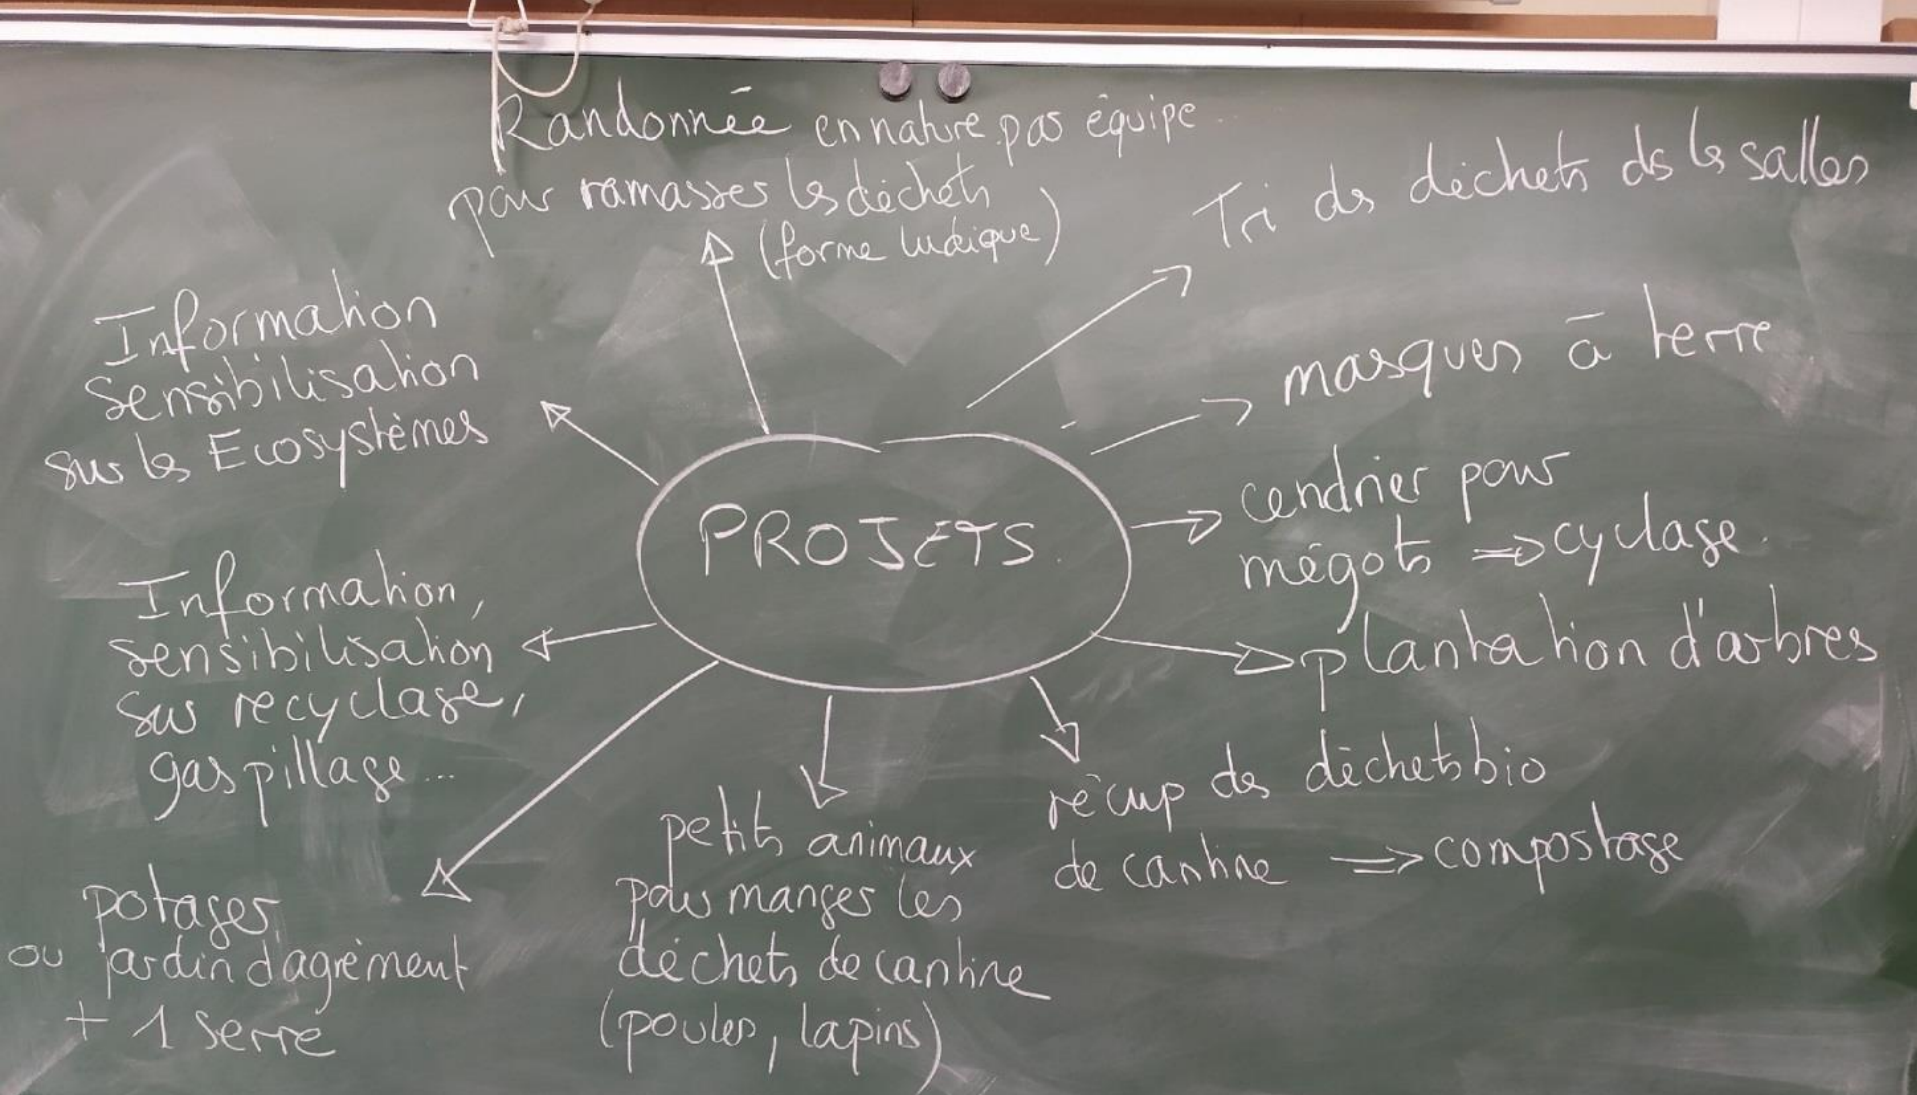 Randonnée en nature par équipe
pour ramasser les déchets
(forme ludique)
Tri des déchets ds les salles
masques à terre
cendrier pour
mégots => cyclage
plantation d'arbres
récup des déchets bio
de cantine => compostage
petits animaux
pour manger les
déchets de cantine
(poules, lapins)
potager
ou jardin d'agrément
+ 1 serre
Information,
sensibilisation
sur recyclage,
gaspillage...
Information
Sensibilisation
sur les Ecosystèmes
PROJETS